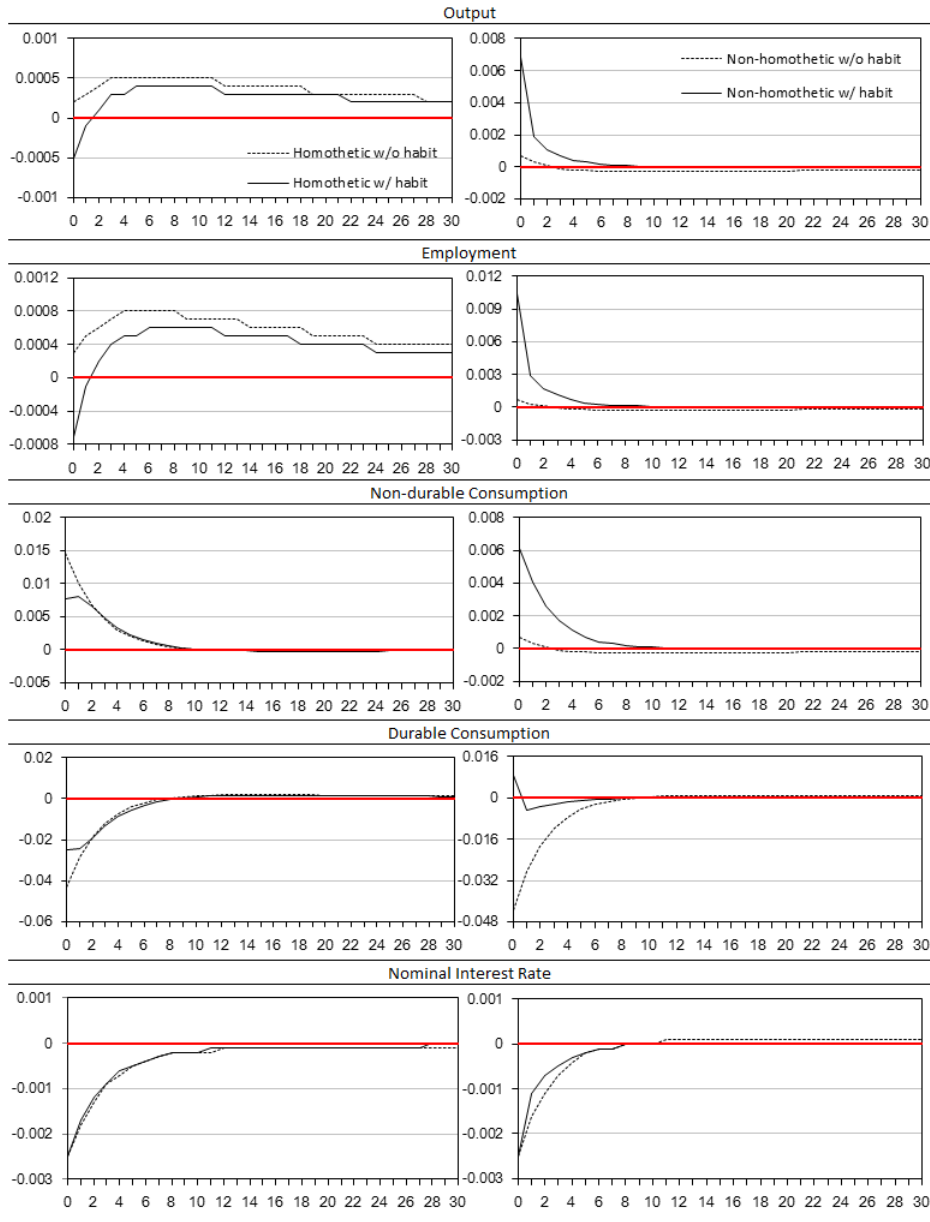 Output
0.001
0.0005
0
-0.0005
-0.001
Homothetic w/o habit
Homothetic w/ habit
0 2 4 6 8 10 12 14 16 18 20 22 24 26 28 30
0.008
0.006
0.004
0.002
0
-0.002
Non-homothetic w/o habit
Non-homothetic w/ habit
0 2 4 6 8 10 12 14 16 18 20 22 24 26 28 30
Employment
0.0012
0.0008
0.0004
0
-0.0004
-0.0008
0 2 4 6 8 10 12 14 16 18 20 22 24 26 28 30
0.012
0.009
0.006
0.003
0
-0.003
0 2 4 6 8 10 12 14 16 18 20 22 24 26 28 30
Non-durable Consumption
0.02
0.015
0.01
0.005
0
-0.005
0 2 4 6 8 10 12 14 16 18 20 22 24 26 28 30
0.008
0.006
0.004
0.002
0
-0.002
0 2 4 6 8 10 12 14 16 18 20 22 24 26 28 30
Durable Consumption
0.02
0
-0.02
-0.04
-0.06
0 2 4 6 8 10 12 14 16 18 20 22 24 26 28 30
0.016
0
-0.016
-0.032
-0.048
0 2 4 6 8 10 12 14 16 18 20 22 24 26 28 30
Nominal Interest Rate
0.001
0
-0.001
-0.002
-0.003
0 2 4 6 8 10 12 14 16 18 20 22 24 26 28 30
0.001
0
-0.001
-0.002
-0.003
0 2 4 6 8 10 12 14 16 18 20 22 24 26 28 30